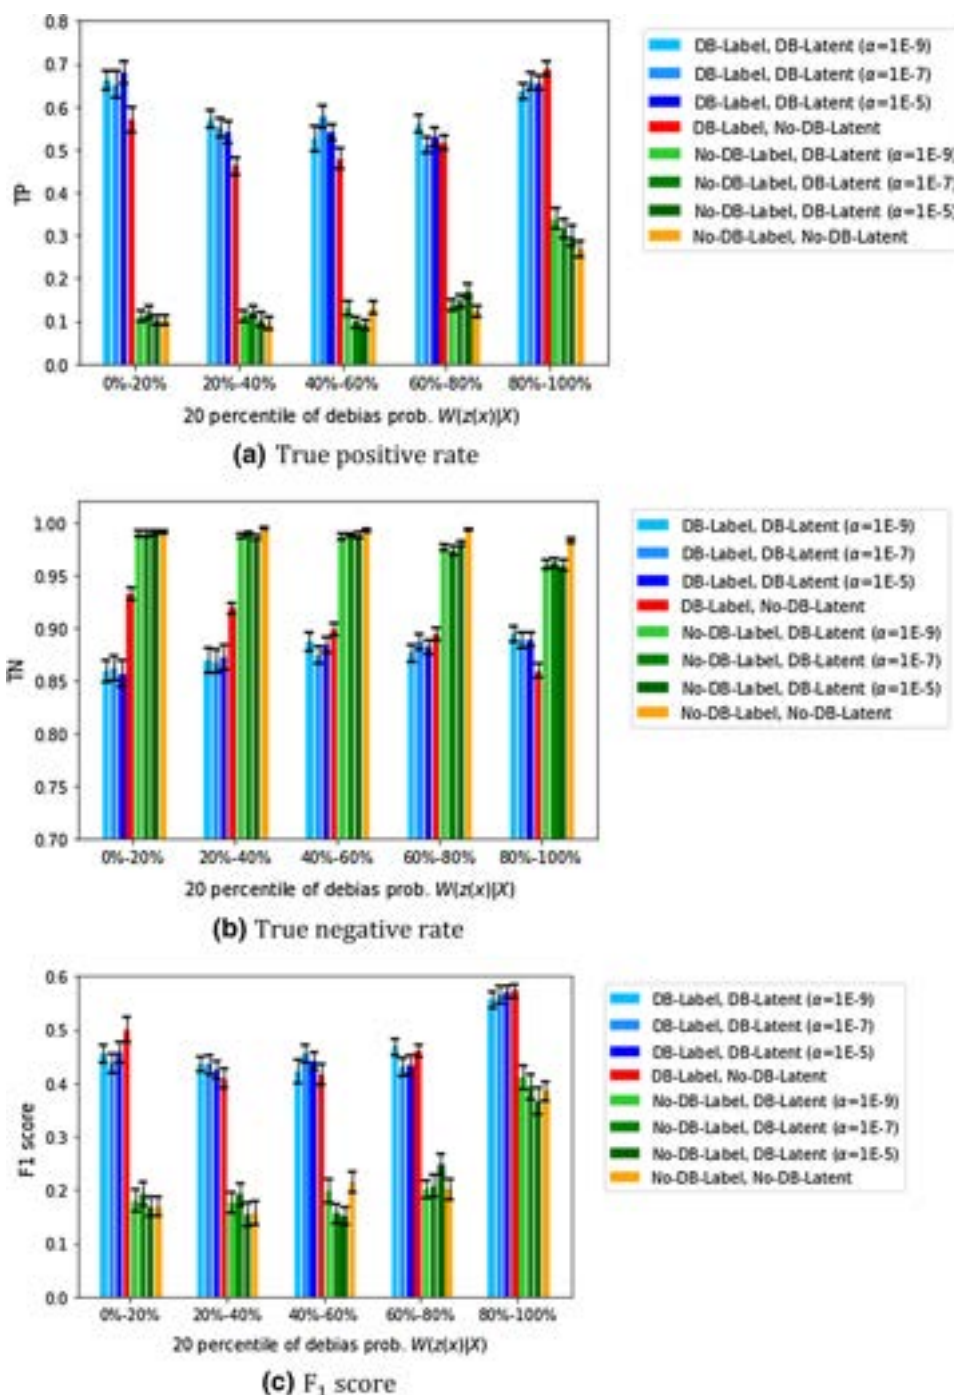 0.8
0.7
0.6
0.5
0.4
0.3
0.2
0.1
0.0
TP
0%-20% 20%-40% 40%-60% 60%-80% 80%-100%
20 percentile of debias prob. W(z(x)|X)
DB-Label, DB-Latent (α=1E-9)
DB-Label, DB-Latent (α=1E-7)
DB-Label, DB-Latent (α=1E-5)
DB-Label, No-DB-Latent
No-DB-Label, DB-Latent (α=1E-9)
No-DB-Label, DB-Latent (α=1E-7)
No-DB-Label, DB-Latent (α=1E-5)
No-DB-Label, No-DB-Latent
(a) True positive rate
1.00
0.95
0.90
0.85
0.80
0.75
0.70
TN
0%-20% 20%-40% 40%-60% 60%-80% 80%-100%
20 percentile of debias prob. W(z(x)|X)
DB-Label, DB-Latent (α=1E-9)
DB-Label, DB-Latent (α=1E-7)
DB-Label, DB-Latent (α=1E-5)
DB-Label, No-DB-Latent
No-DB-Label, DB-Latent (α=1E-9)
No-DB-Label, DB-Latent (α=1E-7)
No-DB-Label, DB-Latent (α=1E-5)
No-DB-Label, No-DB-Latent
(b) True negative rate
0.6
0.5
0.4
0.3
0.2
0.1
0.0
F1 score
0%-20% 20%-40% 40%-60% 60%-80% 80%-100%
20 percentile of debias prob. W(z(x)|X)
DB-Label, DB-Latent (α=1E-9)
DB-Label, DB-Latent (α=1E-7)
DB-Label, DB-Latent (α=1E-5)
DB-Label, No-DB-Latent
No-DB-Label, DB-Latent (α=1E-9)
No-DB-Label, DB-Latent (α=1E-7)
No-DB-Label, DB-Latent (α=1E-5)
No-DB-Label, No-DB-Latent
(c) F₁ score